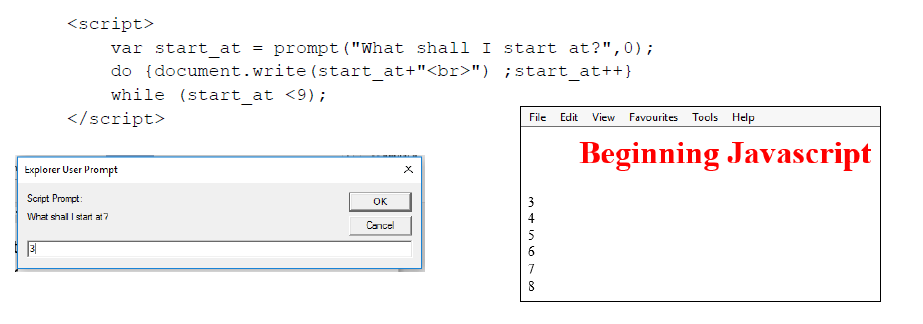 <script>
var start_at = prompt("What shall I start at?",0);
do {document.write(start_at+"<br>") ;start_at++}
while (start_at <9);
</script>
Explorer User Prompt
Script Prompt:
What shall I start at?
OK
Cancel
3
File Edit View Favourites Tools Help
Beginning Javascript
3
4
5
6
7
8